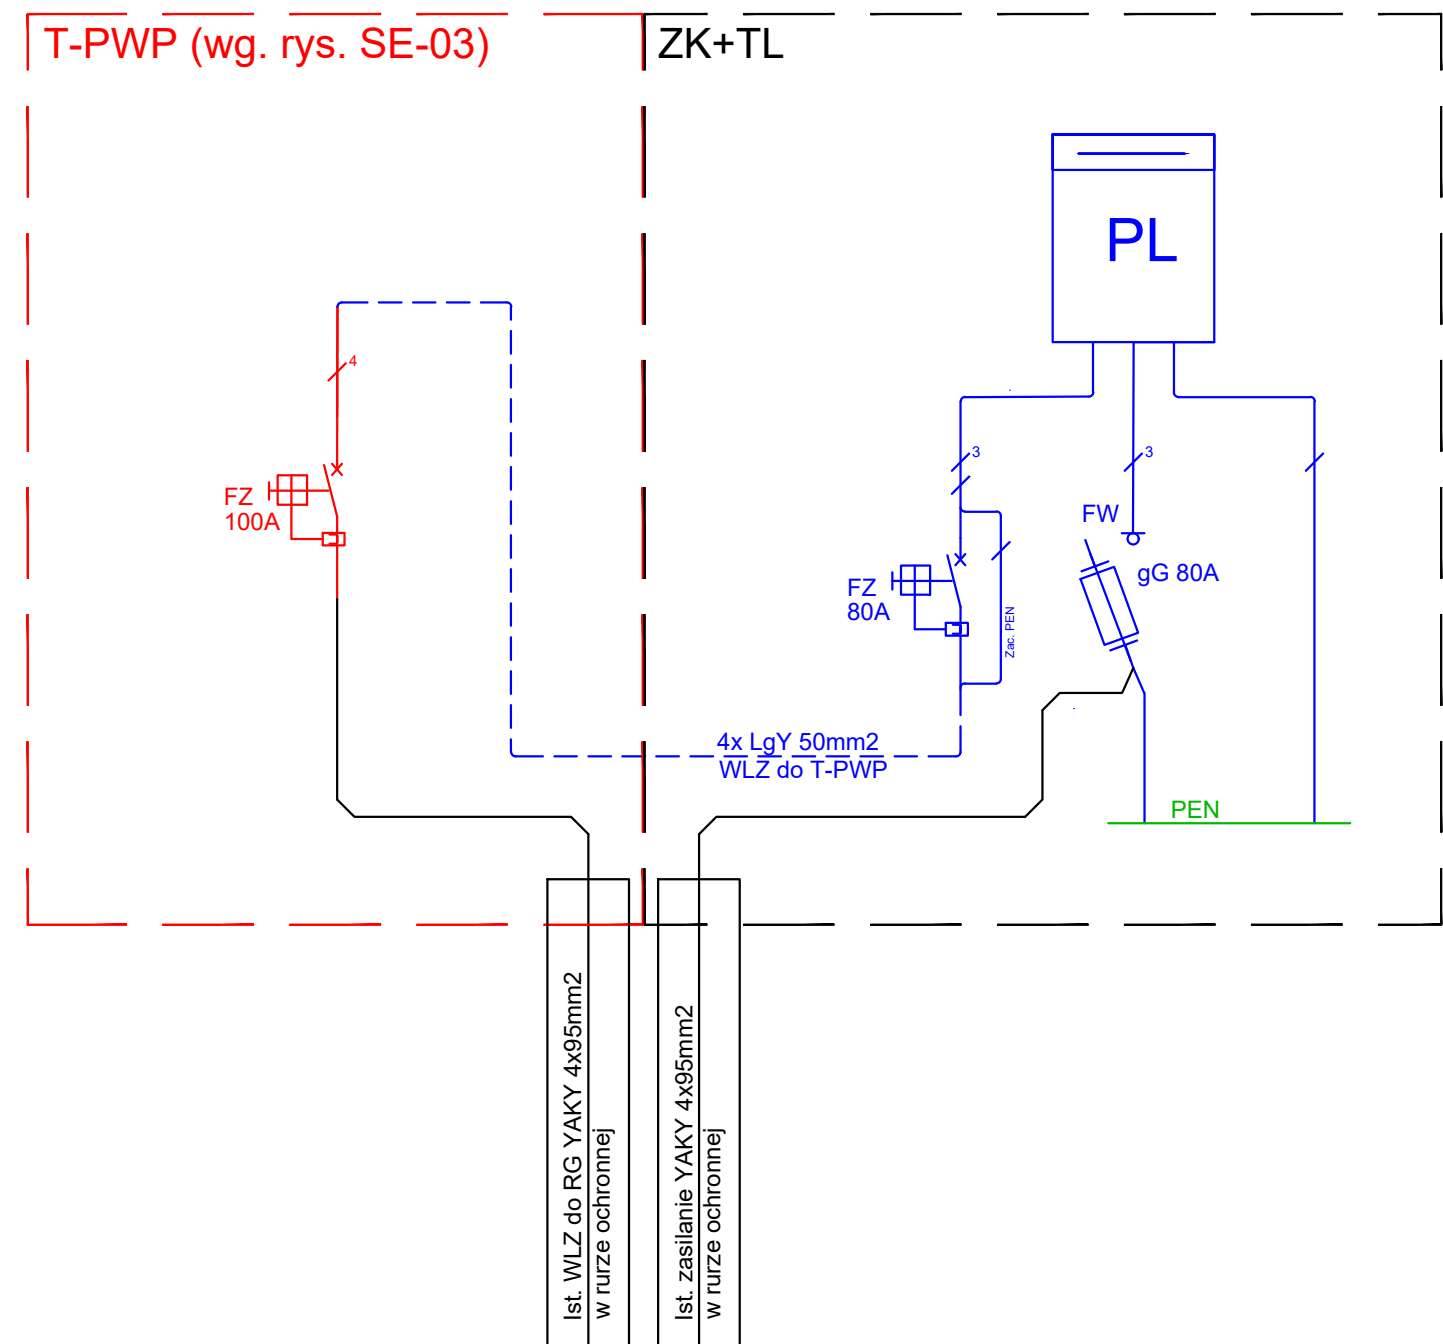 T-PWP (wg. rys. SE-03)
ZK+TL
PL
4
3
3
FZ
100A
FW
gG 80A
FZ
80A
Zac. PEN
4x LgY 50mm2
WLZ do T-PWP
PEN
Ist. WLZ do RG YAKY 4x95mm2
w rurze ochronnej
Ist. zasilanie YAKY 4x95mm2
w rurze ochronnej